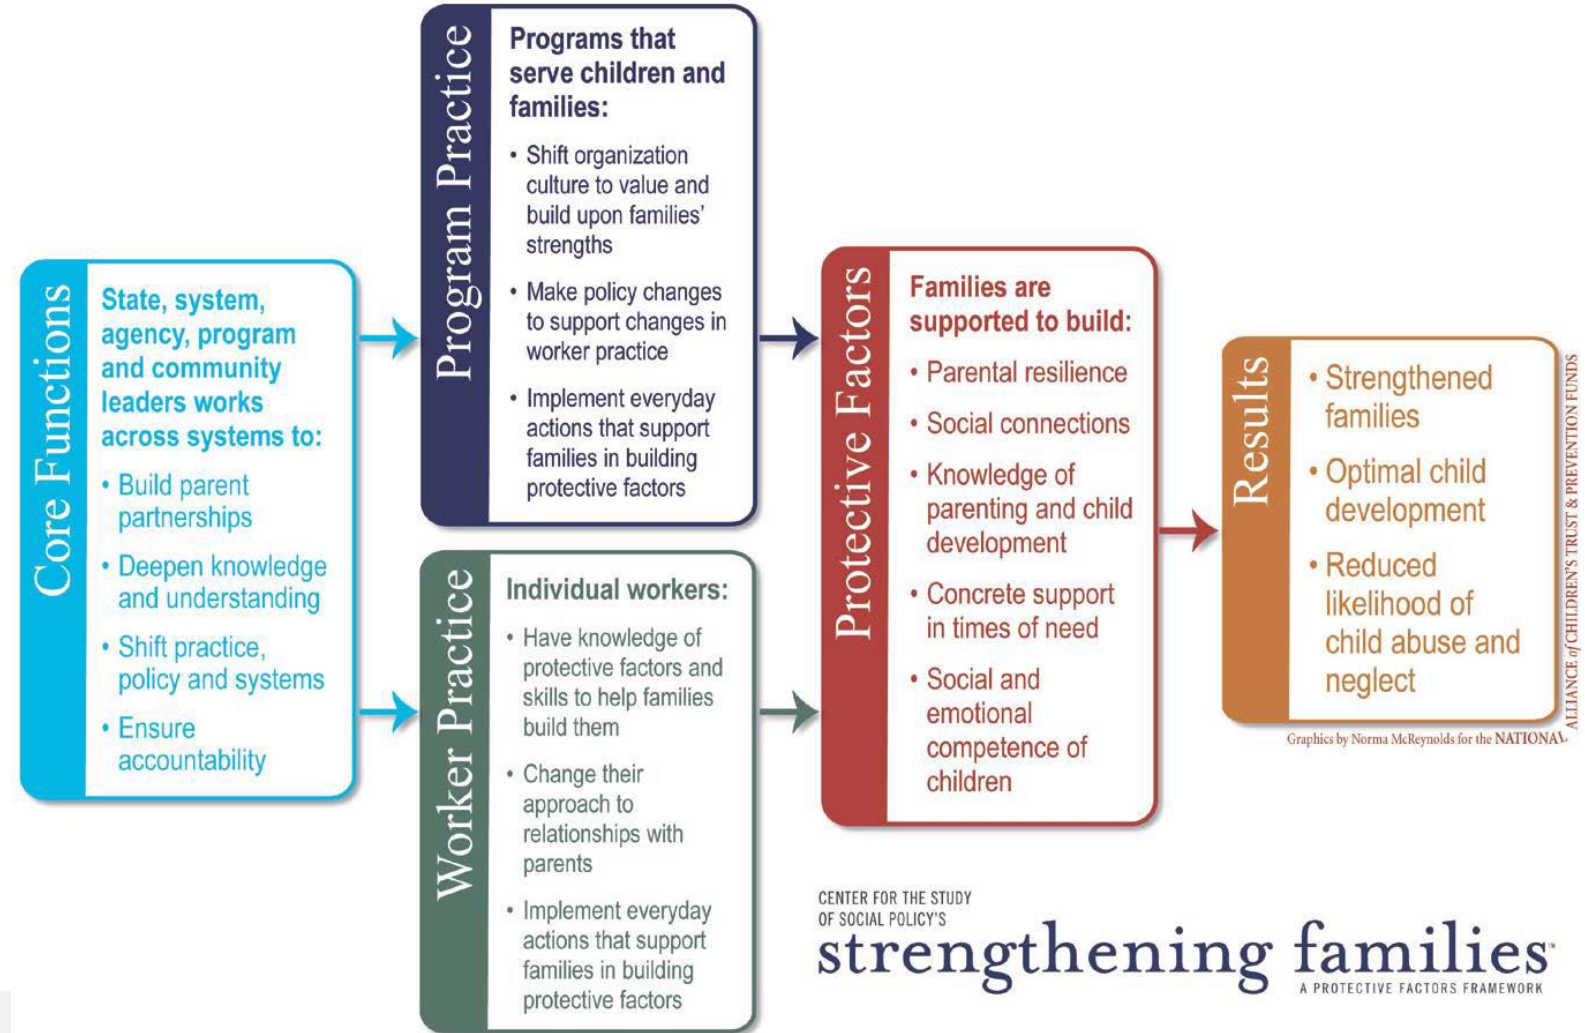 Core Functions
State, system,
agency, program
and community
leaders works
across systems to:
• Build parent
partnerships
• Deepen knowledge
and understanding
• Shift practice,
policy and systems
• Ensure
accountability
Program Practice
Programs that
serve children and
families:
• Shift organization
culture to value and
build upon families'
strengths
• Make policy changes
to support changes in
worker practice
• Implement everyday
actions that support
families in building
protective factors
Worker Practice
Individual workers:
• Have knowledge of
protective factors and
skills to help families
build them
• Change their
approach to
relationships with
parents
• Implement everyday
actions that support
families in building
protective factors
Protective Factors
Families are
supported to build:
• Parental resilience
• Social connections
• Knowledge of
parenting and child
development
• Concrete support
in times of need
• Social and
emotional
competence of
children
Results
• Strengthened
families
• Optimal child
development
• Reduced
likelihood of
child abuse and
neglect
Graphics by Norma McReynolds for the NATIONAL
ALLIANCE of CHILDREN'S TRUST & PREVENTION FUNDS
CENTER FOR THE STUDY
OF SOCIAL POLICY'S
strengthening families™
A PROTECTIVE FACTORS FRAMEWORK